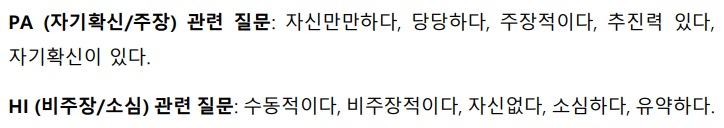 PA (자기확신/주장) 관련 질문: 자신만만하다, 당당하다, 주장적이다, 추진력 있다,
자기확신이 있다.
HI (비주장/소심) 관련 질문: 수동적이다, 비주장적이다, 자신없다, 소심하다, 유약하다.